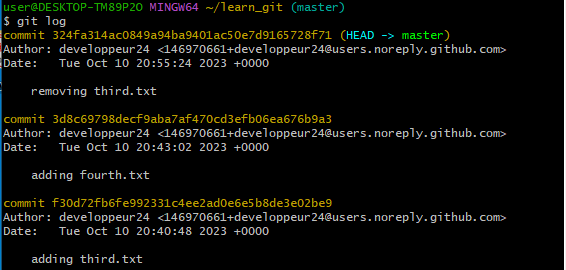 user@DESKTOP-TM89P2O MINGW64 ~/learn_git (master)
$ git log
commit 324fa314ac0849a94ba9401ac50e7d9165728f71 (HEAD -> master)
Author: developpeur24 <146970661+developpeur24@users.noreply.github.com>
Date:   Tue Oct 10 20:55:24 2023 +0000
removing third.txt
commit 3d8c69798decf9aba7af470cd3efb06ea676b9a3
Author: developpeur24 <146970661+developpeur24@users.noreply.github.com>
Date:   Tue Oct 10 20:43:02 2023 +0000
adding fourth.txt
commit f30d72fb6fe992331c4ee2ad0e6e5b8de3e02be9
Author: developpeur24 <146970661+developpeur24@users.noreply.github.com>
Date:   Tue Oct 10 20:40:48 2023 +0000
adding third.txt